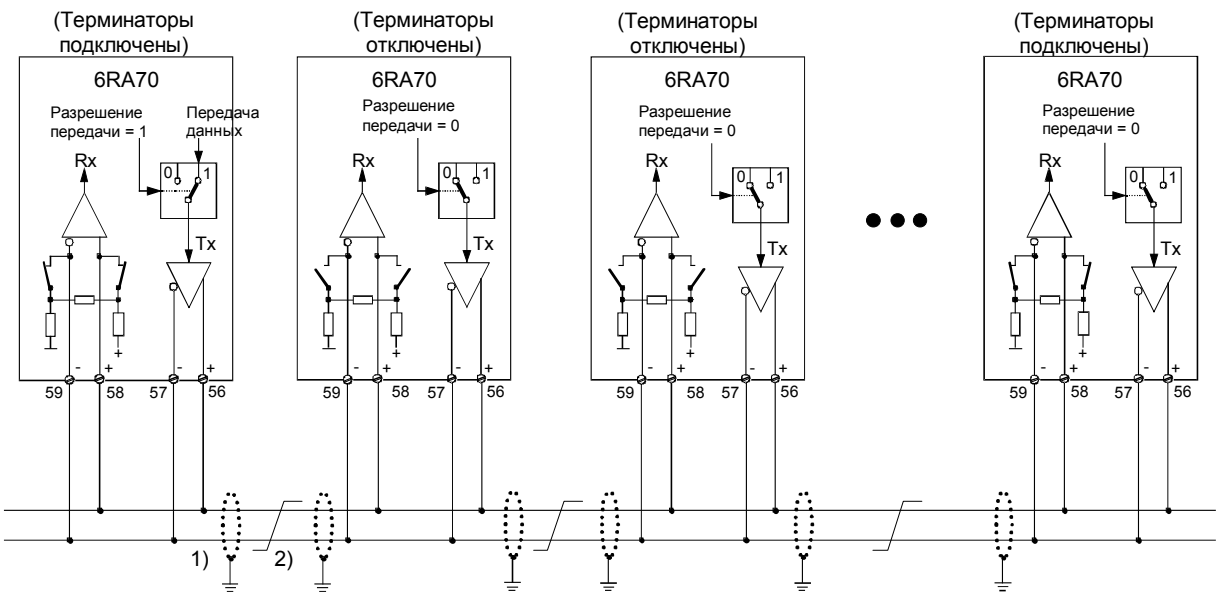 (Терминаторы
подключены)
(Терминаторы
отключены)
(Терминаторы
отключены)
(Терминаторы
подключены)
6RA70
Разрешение
передачи = 1
Передача
данных
0
1
Rx
Tx
-
+
-
+
+
59
58
57
56
6RA70
Разрешение
передачи = 0
0
1
Rx
Tx
+
-
+
-
+
59
58
57
56
6RA70
Разрешение
передачи = 0
0
1
Rx
Tx
+
-
+
-
+
59
58
57
56
6RA70
Разрешение
передачи = 0
0
1
Rx
Tx
+
-
+
-
+
59
58
57
56
1)
2)